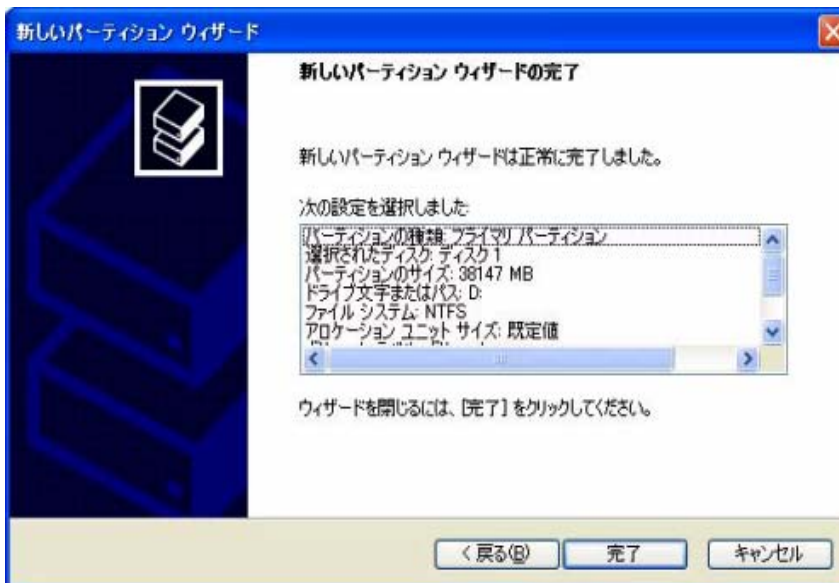 新しいパーティション ウィザード
新しいパーティション ウィザードの完了
新しいパーティション ウィザードは正常に完了しました。
次の設定を選択しました:
パーティションの種類: プライマリ パーティション
選択されたディスク: ディスク 1
パーティションのサイズ: 38147 MB
ドライブ文字またはパス: D:
ファイル システム: NTFS
アロケーション ユニット サイズ: 既定値
ウィザードを閉じるには、[完了] をクリックしてください。
< 戻る(B)
完了
キャンセル